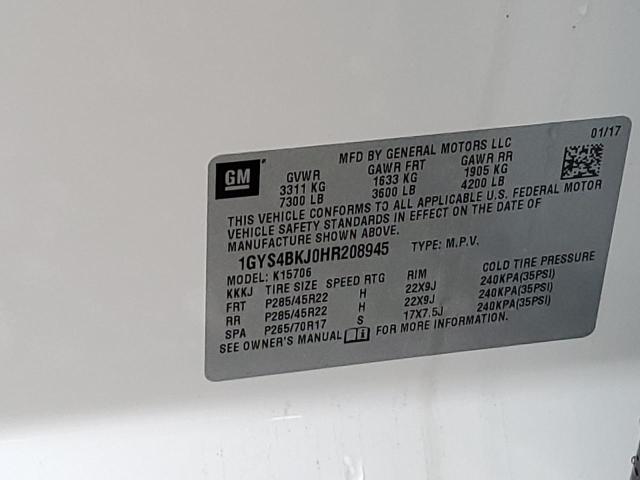 MFD BY GENERAL MOTORS LLC 01/17
GM GVWR GAWR FRT GAWR RR
3311 KG 1633 KG 1905 KG
7300 LB 3600 LB 4200 LB
THIS VEHICLE CONFORMS TO ALL APPLICABLE U.S. FEDERAL MOTOR
VEHICLE SAFETY STANDARDS IN EFFECT ON THE DATE OF
MANUFACTURE SHOWN ABOVE.
1GYS4BKJ0HR208945 TYPE: M.P.V.
MODEL: K15706
KKKJ TIRE SIZE SPEED RTG RIM COLD TIRE PRESSURE
FRT P285/45R22 H 22X9J 240KPA(35PSI)
RR P285/45R22 H 22X9J 240KPA(35PSI)
SPA P265/70R17 S 17X7.5J 240KPA(35PSI)
SEE OWNER'S MANUAL FOR MORE INFORMATION.